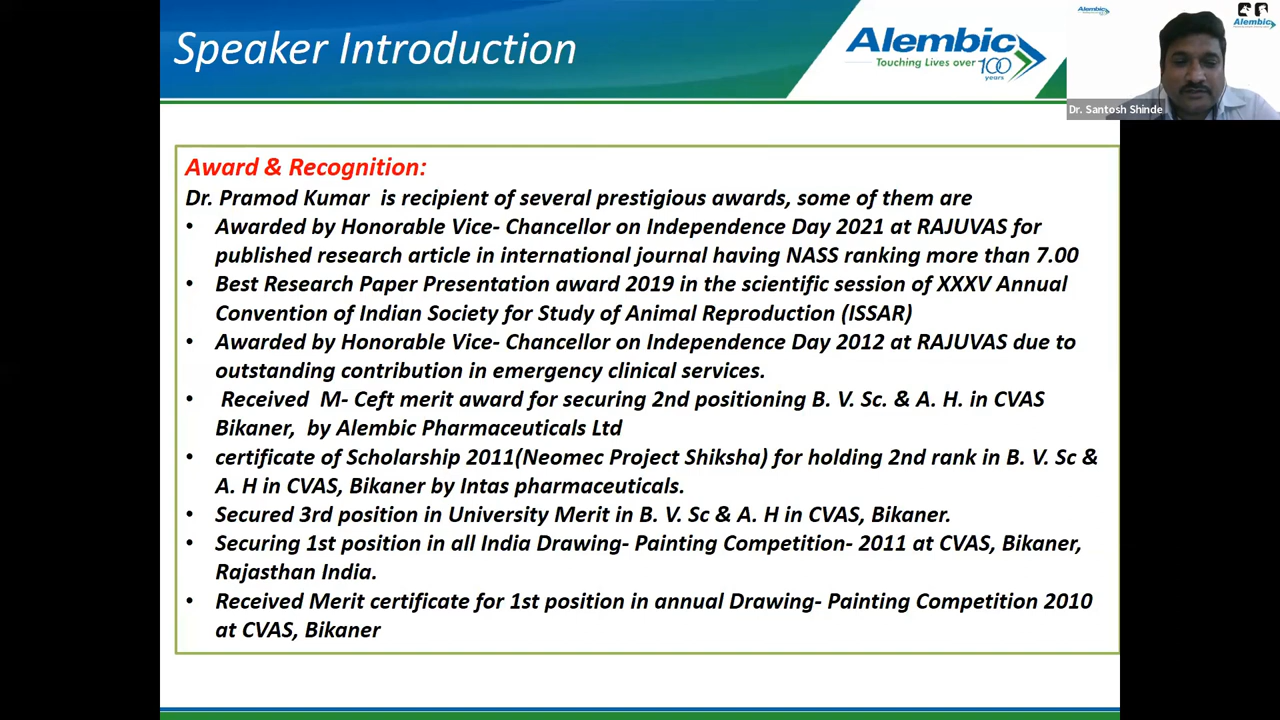 Speaker Introduction
Alembic
Touching Lives over 100 years
Alembic
Alembic
Dr. Santosh Shinde
Award & Recognition:
Dr. Pramod Kumar is recipient of several prestigious awards, some of them are
• Awarded by Honorable Vice- Chancellor on Independence Day 2021 at RAJUVAS for
published research article in international journal having NASS ranking more than 7.00
• Best Research Paper Presentation award 2019 in the scientific session of XXXV Annual
Convention of Indian Society for Study of Animal Reproduction (ISSAR)
• Awarded by Honorable Vice- Chancellor on Independence Day 2012 at RAJUVAS due to
outstanding contribution in emergency clinical services.
• Received M- Ceft merit award for securing 2nd positioning B. V. Sc. & A. H. in CVAS
Bikaner, by Alembic Pharmaceuticals Ltd
• certificate of Scholarship 2011(Neomec Project Shiksha) for holding 2nd rank in B. V. Sc &
A. H in CVAS, Bikaner by Intas pharmaceuticals.
• Secured 3rd position in University Merit in B. V. Sc & A. H in CVAS, Bikaner.
• Securing 1st position in all India Drawing- Painting Competition- 2011 at CVAS, Bikaner,
Rajasthan India.
• Received Merit certificate for 1st position in annual Drawing- Painting Competition 2010
at CVAS, Bikaner